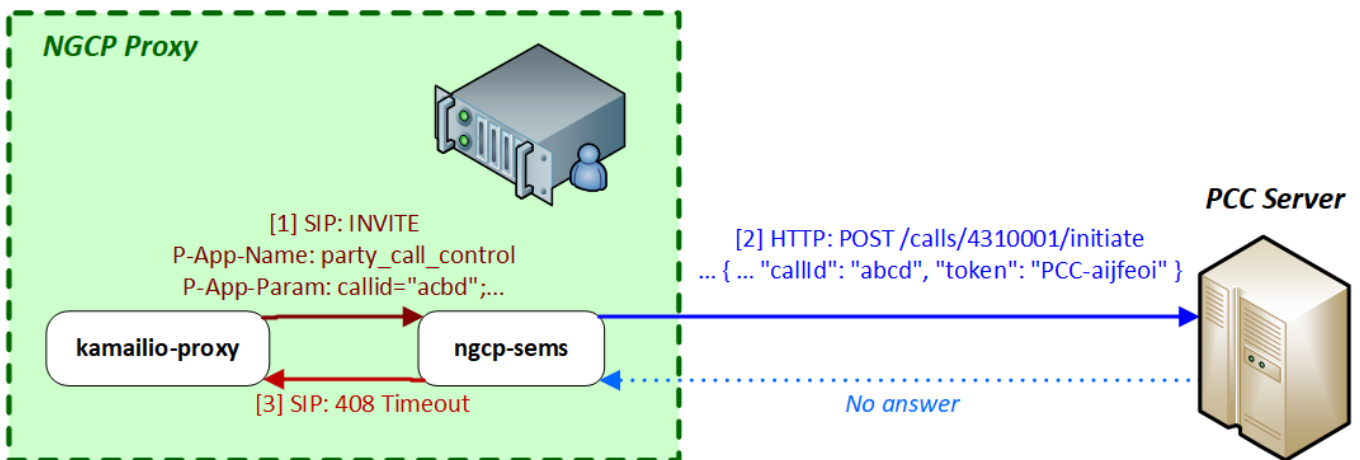 NGCP Proxy
[1] SIP: INVITE
P-App-Name: party_call_control
P-App-Param: callid="acbd";...
kamailio-proxy
ngcp-sems
[3] SIP: 408 Timeout
PCC Server
[2] HTTP: POST /calls/4310001/initiate
... { ... "callId": "abcd", "token": "PCC-aijfeoi" }
No answer